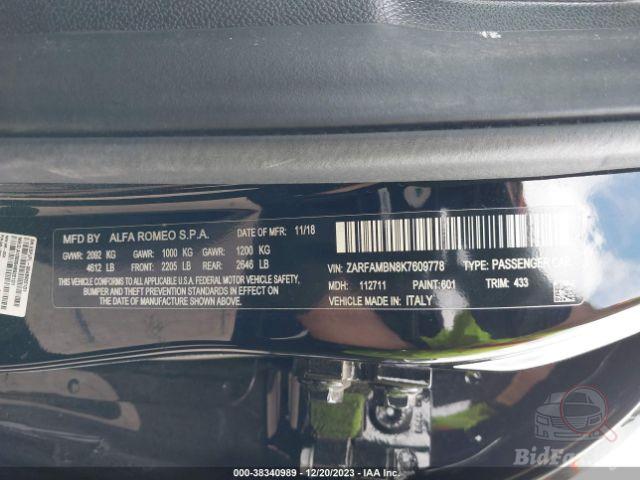 MFD BY ALFA ROMEO S.P.A. DATE OF MFR: 11/18
GVWR: 2092 KG GAWR: 1000 KG GAWR: 1200 KG
4612 LB FRONT: 2205 LB REAR: 2646 LB
THIS VEHICLE CONFORMS TO ALL APPLICABLE U.S.A. FEDERAL MOTOR VEHICLE SAFETY,
BUMPER, AND THEFT PREVENTION STANDARDS IN EFFECT ON
THE DATE OF MANUFACTURE SHOWN ABOVE.
VIN: ZARFAMBN8K7609778 TYPE: PASSENGER CAR
MDH: 112711 PAINT: 601 TRIM: 433
VEHICLE MADE IN: ITALY
BidFax
000-38340989 — 12/20/2023 — IAA Inc.